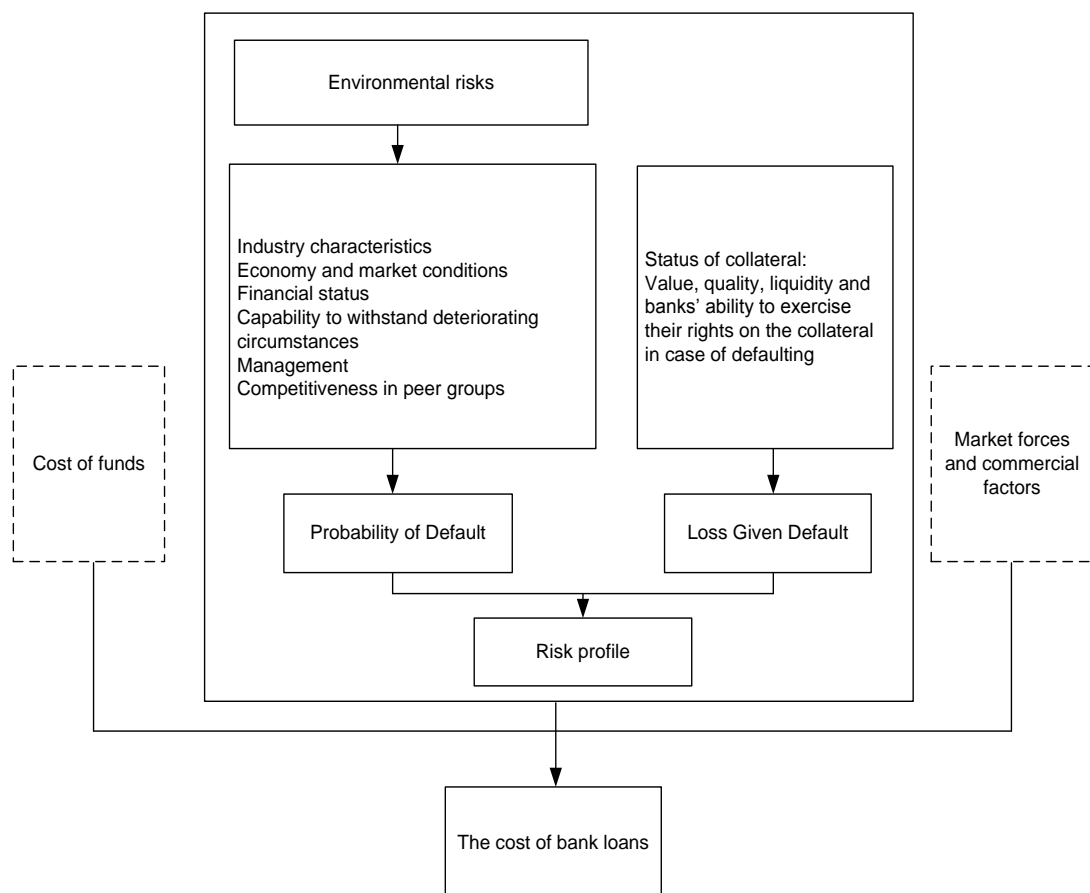 Environmental risks
Industry characteristics
Economy and market conditions
Financial status
Capability to withstand deteriorating
circumstances
Management
Competitiveness in peer groups
Status of collateral:
Value, quality, liquidity and
banks’ ability to exercise
their rights on the collateral
in case of defaulting
Cost of funds
Market forces
and commercial
factors
Probability of Default
Loss Given Default
Risk profile
The cost of bank loans